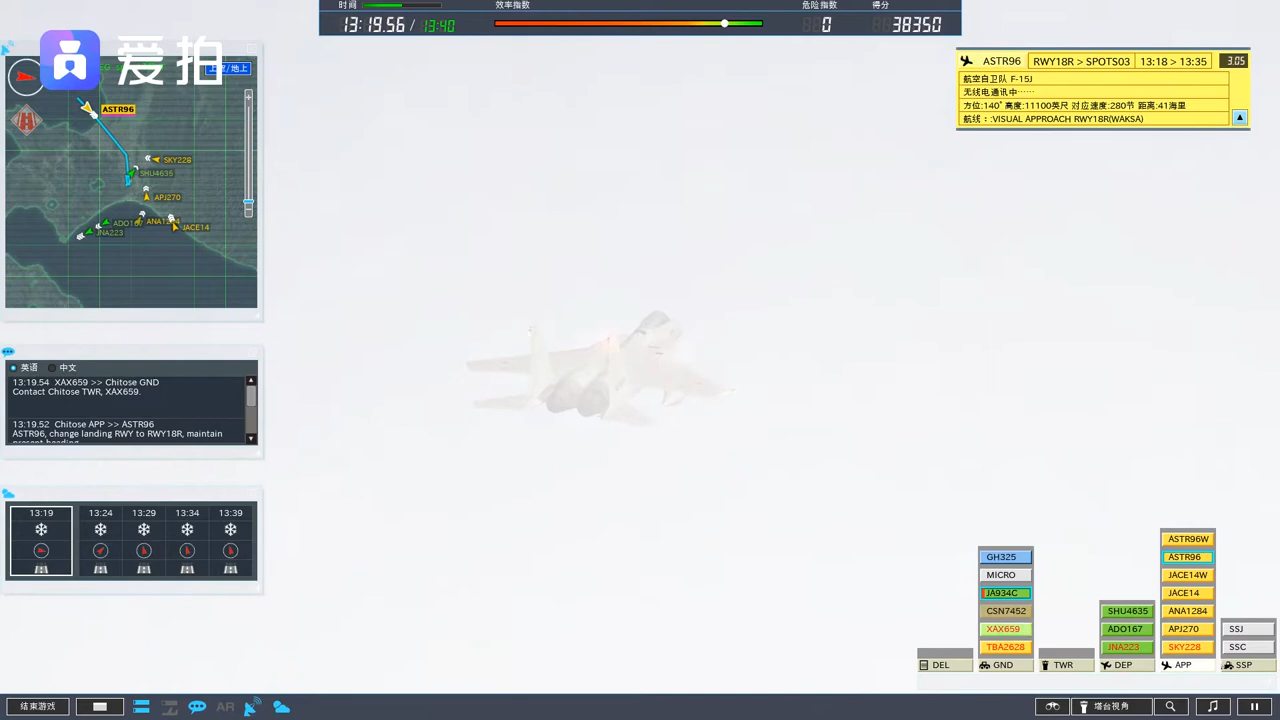 时间
效率指数
危险指数
得分
13:19.56 / 13:40
0
38350
爱拍
上空/地上
ASTR96
SKY228
SHU4635
APJ270
JACE14
JNA223
ASTR96
RWY18R > SPOTS03
13:18 > 13:35
3.05
航空自卫队 F-15J
无线电通讯中……
方位:140° 高度:11100英尺 对应速度:280节 距离:41海里
航线 : :VISUAL APPROACH RWY18R(WAKSA)
英语
中文
13:19.54 XAX659 >> Chitose GND
Contact Chitose TWR, XAX659.
13:19.52 Chitose APP >> ASTR96
ASTR96, change landing RWY to RWY18R, maintain
present heading.
13:19 13:24 13:29 13:34 13:39
ASTR96W
GH325 ASTR96
MICRO JACE14W
JA934C JACE14
CSN7452 SHU4635 ANA1284
XAX659 ADO167 APJ270 SSJ
TBA2628 JNA223 SKY228 SSC
DEL GND TWR DEP APP SSP
结束游戏
AR
塔台视角